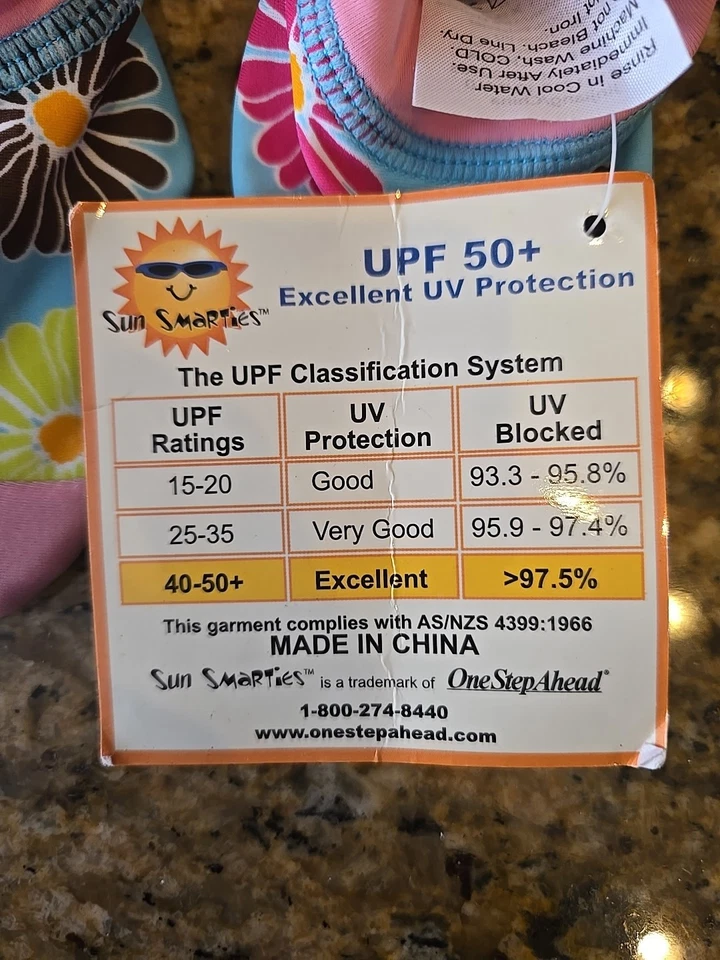 Rinse in Cool Water
Immediately After Use.
Machine Wash, COLD.
not Bleach. Line Dry.
Iron.
Sun SMaRTies™
UPF 50+
Excellent UV Protection
The UPF Classification System
UPF Ratings UV Protection UV Blocked
15-20 Good 93.3 - 95.8%
25-35 Very Good 95.9 - 97.4%
40-50+ Excellent >97.5%
This garment complies with AS/NZS 4399:1966
MADE IN CHINA
Sun SMaRTies™ is a trademark of OneStepAhead®
1-800-274-8440
www.onestepahead.com